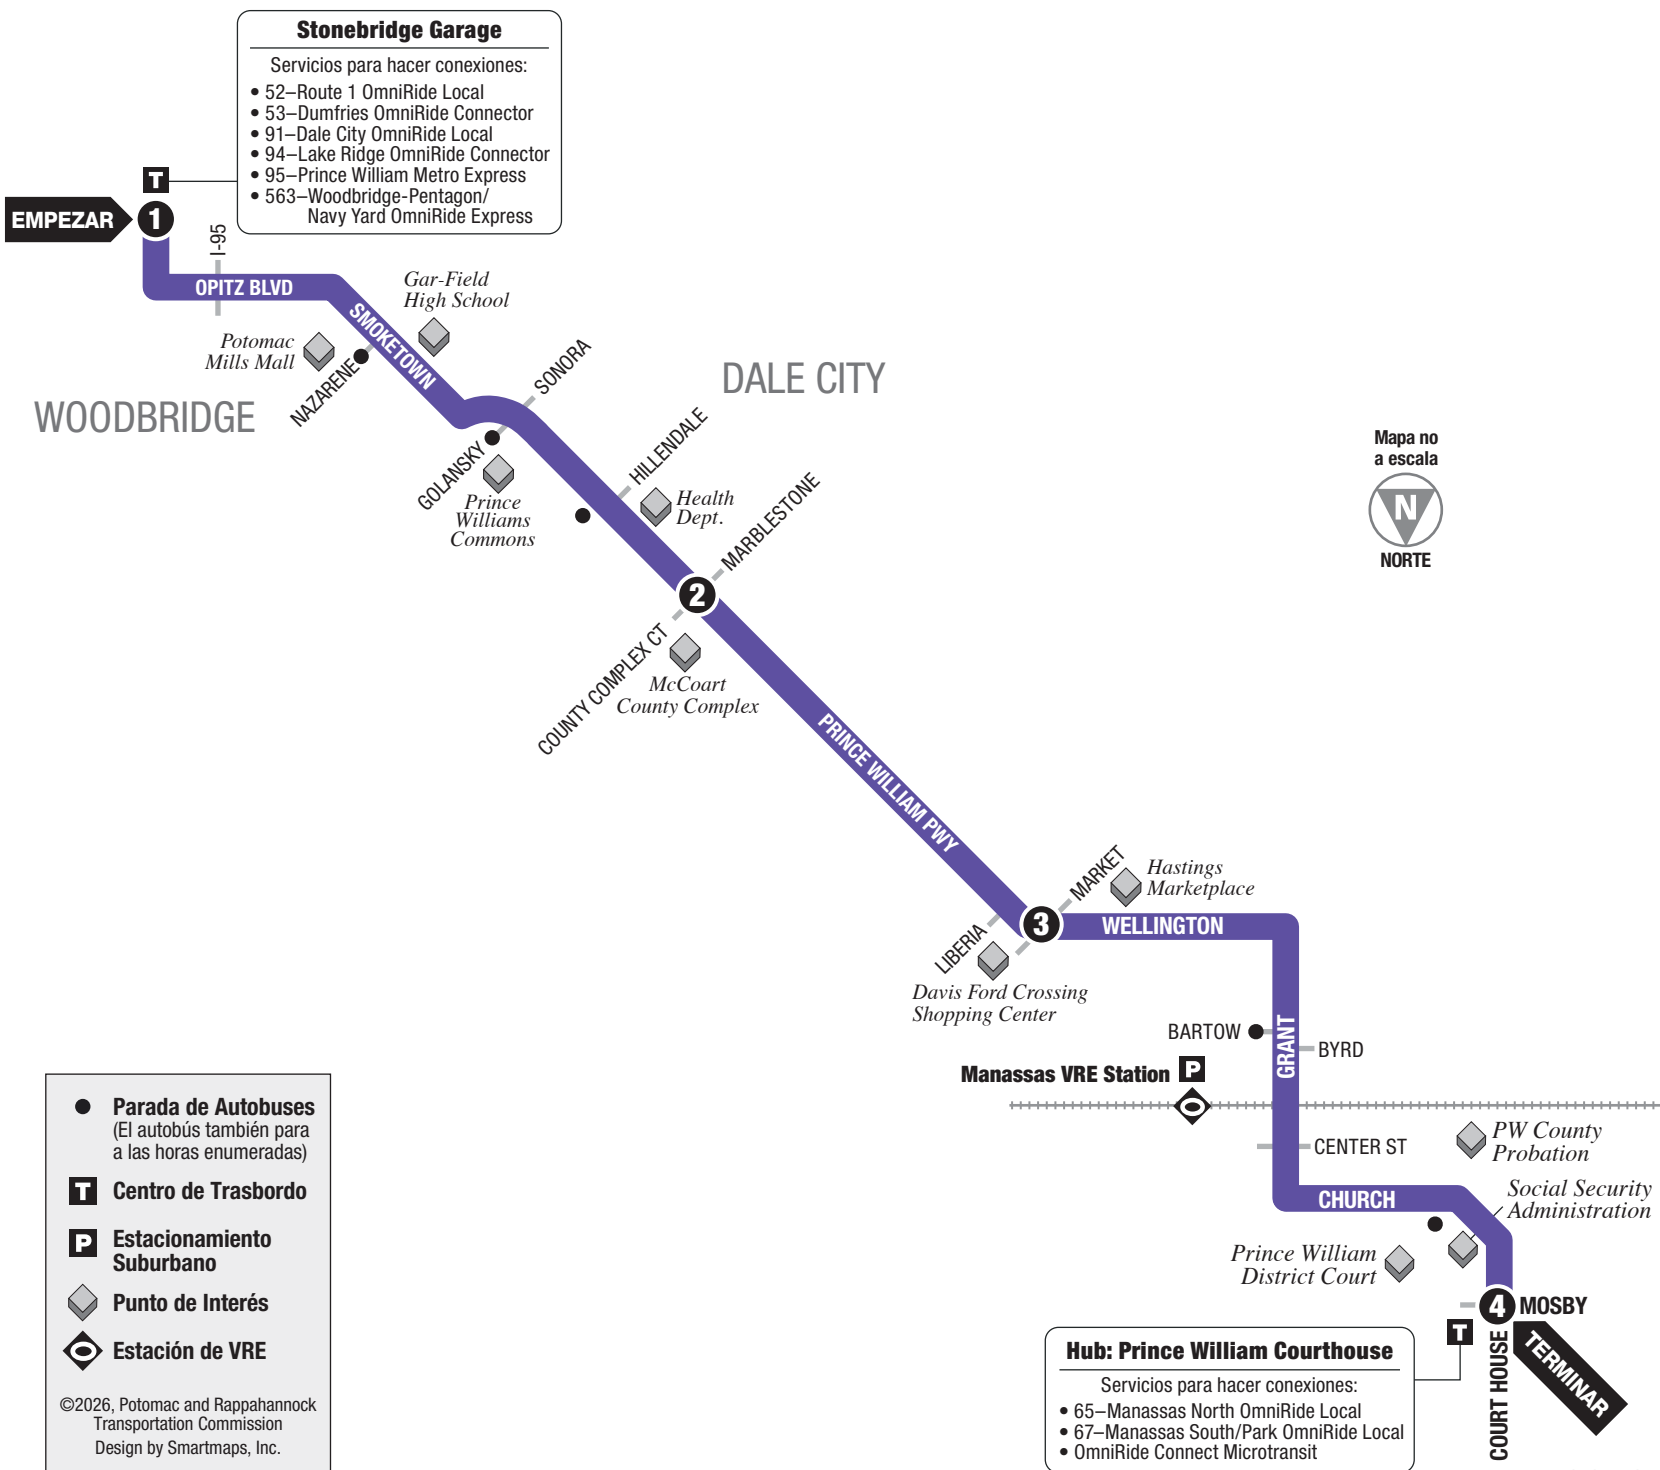 Stonebridge Garage
Servicios para hacer conexiones:
• 52–Route 1 OmniRide Local
• 53–Dumfries OmniRide Connector
• 91–Dale City OmniRide Local
• 94–Lake Ridge OmniRide Connector
• 95–Prince William Metro Express
• 563–Woodbridge-Pentagon/
Navy Yard OmniRide Express
T
EMPEZAR
1
I-95
OPITZ BLVD
Gar-Field
High School
SMOKETOWN
Potomac
Mills Mall
NAZARENE
SONORA
DALE CITY
WOODBRIDGE
HILLENDALE
GOLANSKY
Prince
Williams
Commons
Health
Dept.
MARBLESTONE
Mapa no
a escala
N
NORTE
2
COUNTY COMPLEX CT
McCoart
County Complex
PRINCE WILLIAM PWY
MARKET
Hastings
Marketplace
3
WELLINGTON
LIBERIA
Davis Ford Crossing
Shopping Center
BARTOW
GRANT
BYRD
Manassas VRE Station
P
CENTER ST
PW County
Probation
CHURCH
Social Security
Administration
Prince William
District Court
4
MOSBY
T
COURT HOUSE
TERMINAR
Hub: Prince William Courthouse
Servicios para hacer conexiones:
• 65–Manassas North OmniRide Local
• 67–Manassas South/Park OmniRide Local
• OmniRide Connect Microtransit
Parada de Autobuses
(El autobús también para
a las horas enumeradas)
T
Centro de Trasbordo
P
Estacionamiento
Suburbano
Punto de Interés
Estación de VRE
©2026, Potomac and Rappahannock
Transportation Commission
Design by Smartmaps, Inc.